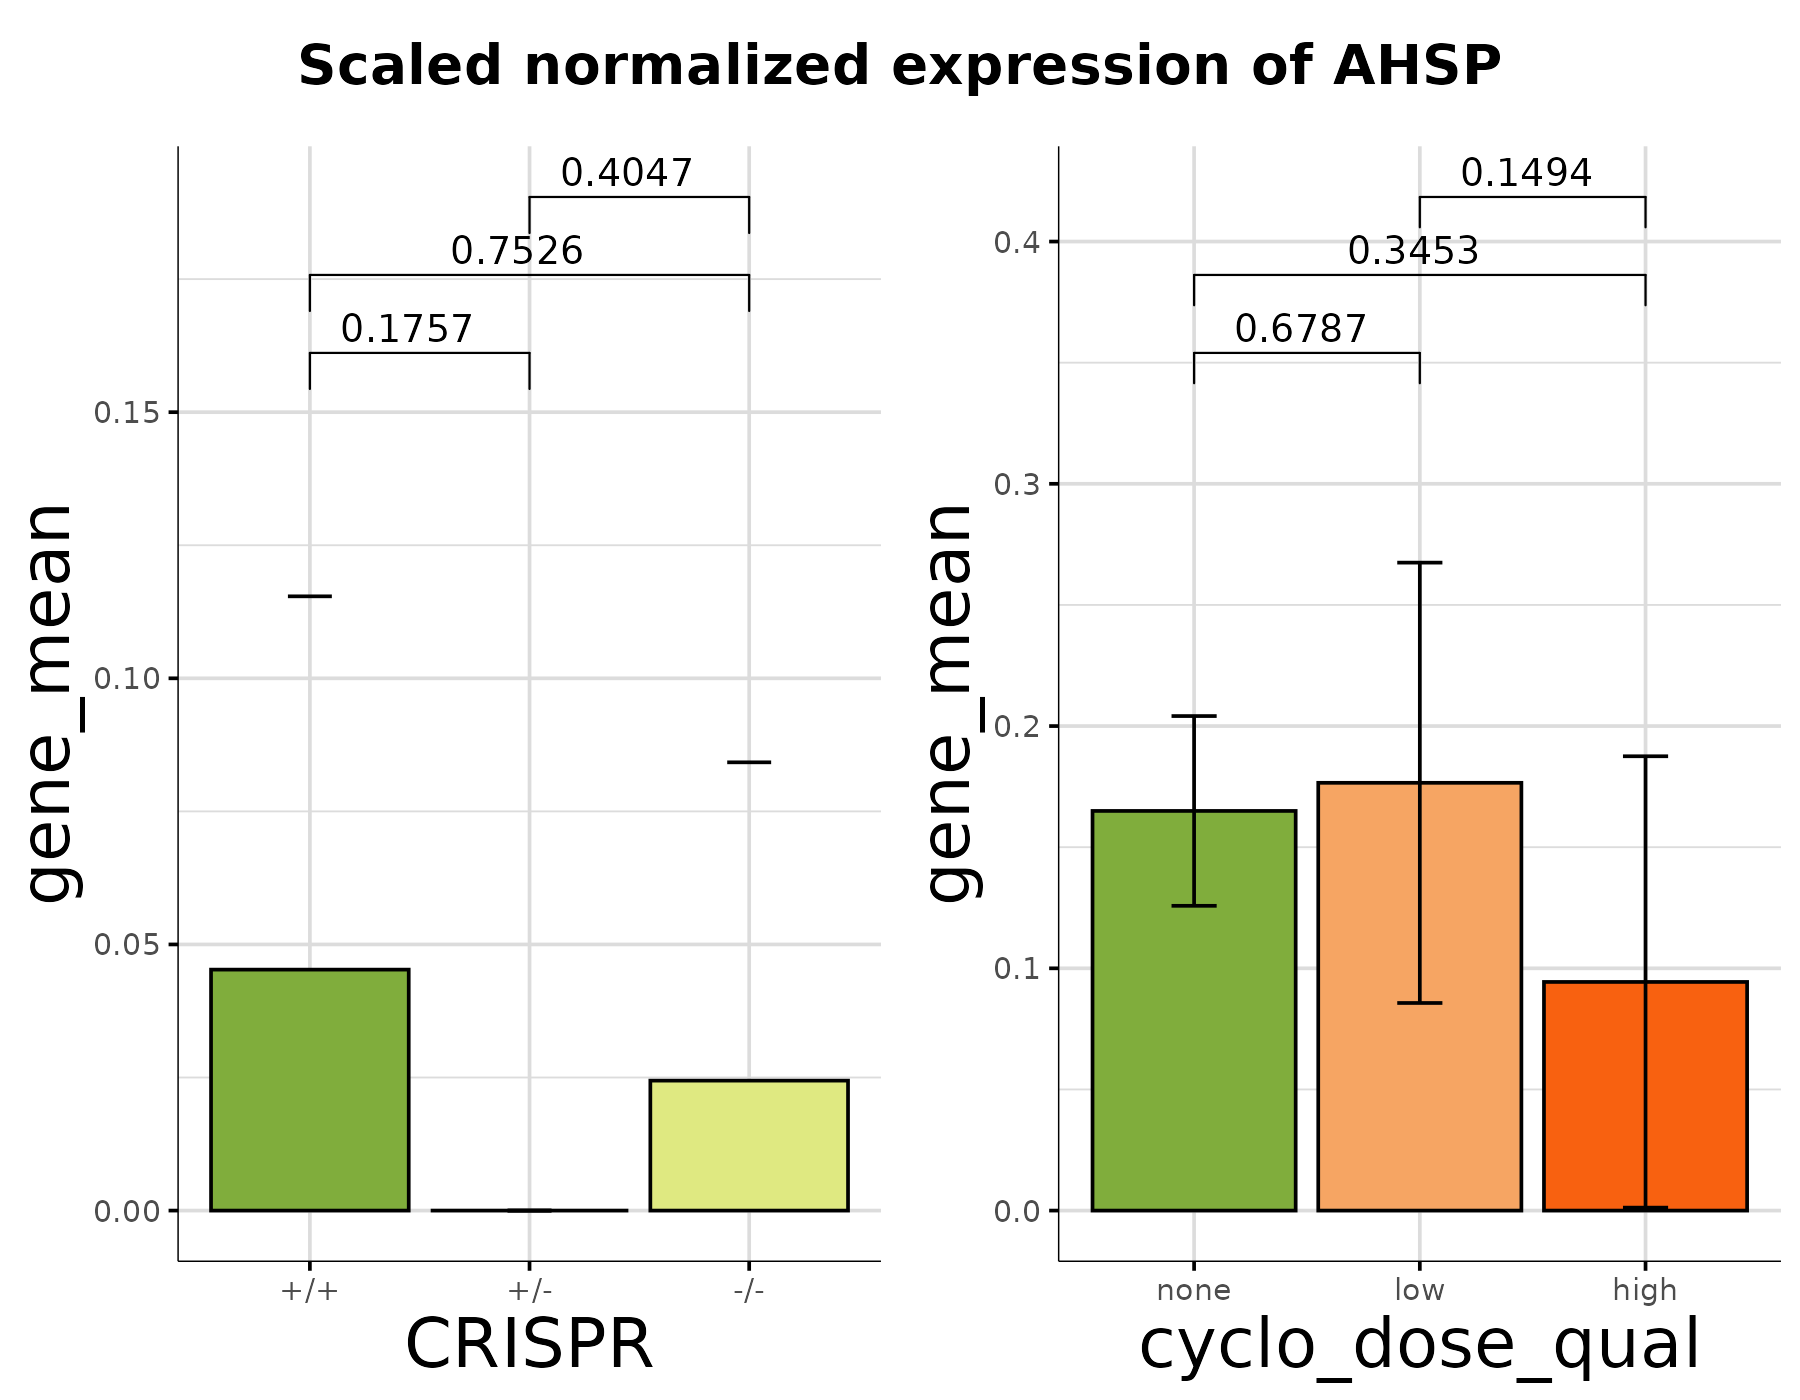 Scaled normalized expression of AHSP
gene_mean
0.15
0.10
0.05
0.00
0.4047
0.7526
0.1757
+/+
+/-
-/-
CRISPR
gene_mean
0.4
0.3
0.2
0.1
0.0
0.1494
0.3453
0.6787
none
low
high
cyclo_dose_qual